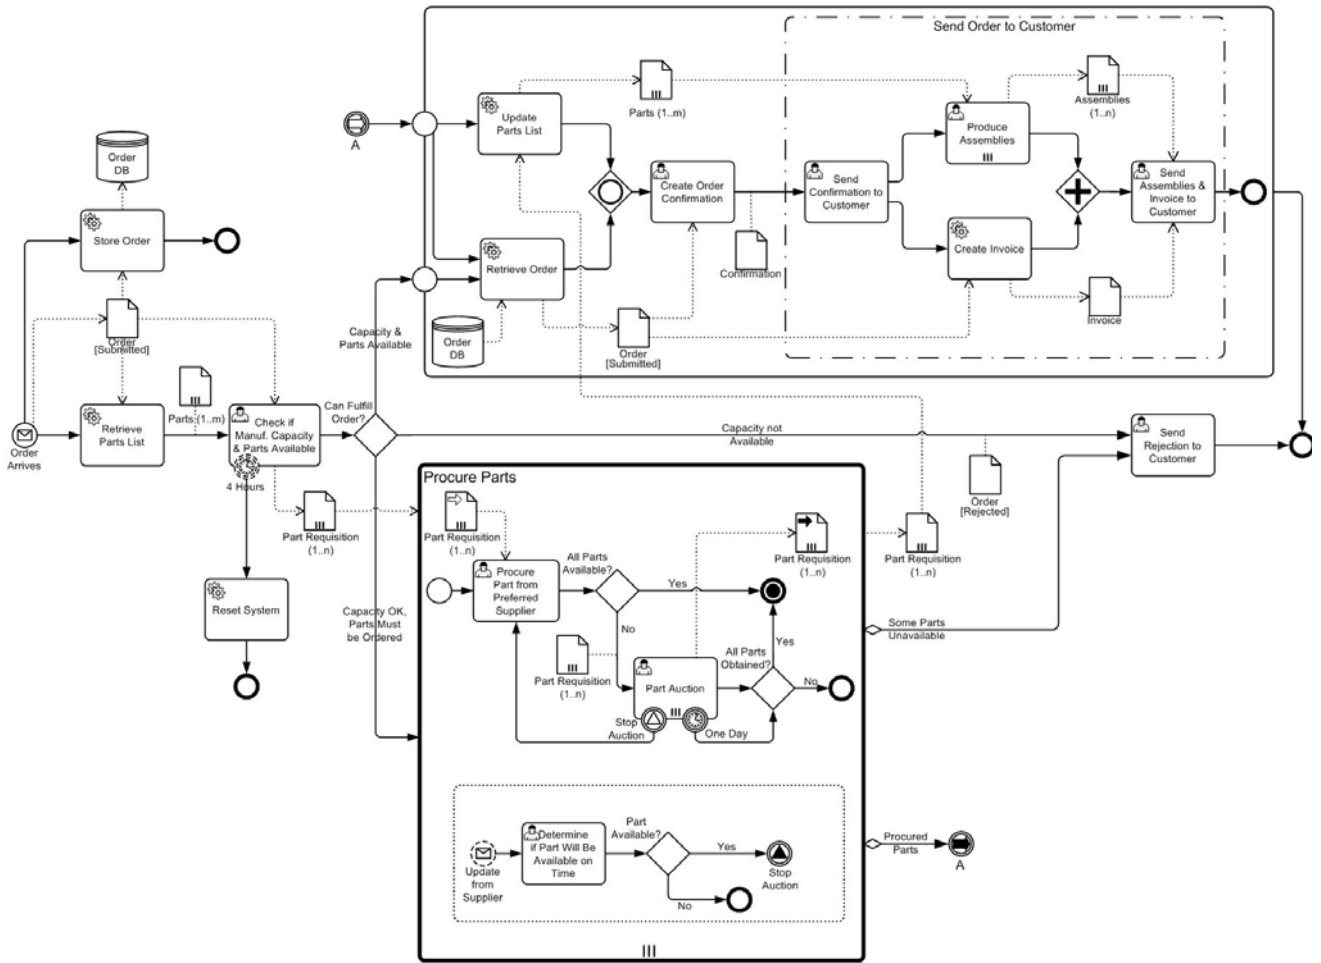 Send Order to Customer
Update
Parts List
Parts (1..m)
Produce
Assemblies
Assemblies
(1..n)
A
Order
DB
Create Order
Confirmation
Send
Confirmation to
Customer
Send
Assemblies &
Invoice to
Customer
Store Order
Retrieve Order
Create Invoice
Confirmation
Order
DB
Order
[Submitted]
Invoice
Order
[Submitted]
Capacity &
Parts Available
Parts (1..m)
Can Fulfill
Order?
Order
Arrives
Retrieve
Parts List
Check if
Manuf. Capacity
& Parts Available
4 Hours
Capacity not
Available
Send
Rejection to
Customer
Order
[Rejected]
Procure Parts
Part Requisition
(1..n)
Part Requisition
(1..n)
Part Requisition
(1..n)
Part Requisition
(1..n)
Procure
Part from
Preferred
Supplier
All Parts
Available?
Yes
No
Reset System
Capacity OK,
Parts Must
be Ordered
Part Requisition
(1..n)
Part Auction
All Parts
Obtained?
Yes
No
Stop
Auction
One Day
Some Parts
Unavailable
Update
from
Supplier
Determine
if Part Will Be
Available on
Time
Part
Available?
Yes
No
Stop
Auction
Procured
Parts
A